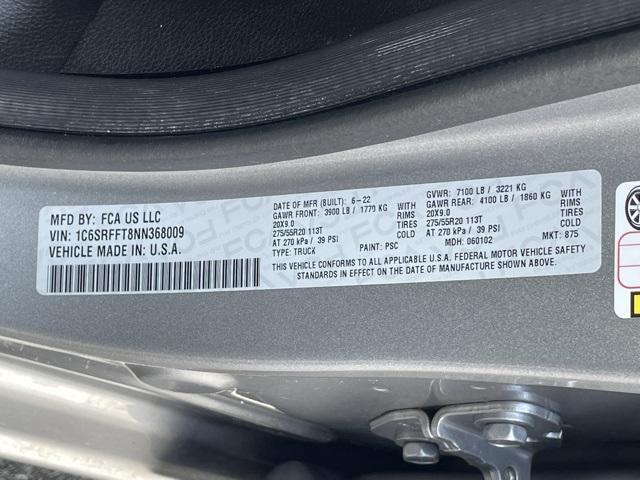 MFD BY: FCA US LLC
VIN: 1C6SRFFT8NN368009
VEHICLE MADE IN: U.S.A.
DATE OF MFR (BUILT): 6-22 GVWR: 7100 LB / 3221 KG
GAWR FRONT: 3900 LB / 1770 KG WITH GAWR REAR: 4100 LB / 1860 KG WITH
20X9.0 RIMS 20X9.0 RIMS
275/55R20 113T TIRES 275/55R20 113T TIRES
AT 270 kPa / 39 PSI AT 270 kPa / 39 PSI
TYPE: TRUCK PAINT: PSC MDH: 060102 MKT: 875
THIS VEHICLE CONFORMS TO ALL APPLICABLE U.S.A. FEDERAL MOTOR VEHICLE SAFETY
STANDARDS IN EFFECT ON THE DATE OF MANUFACTURE SHOWN ABOVE.